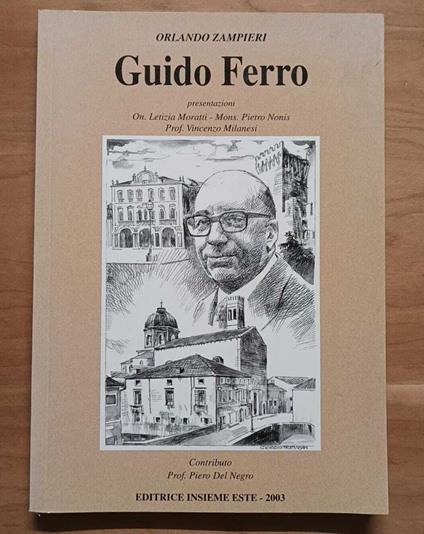 ORLANDO ZAMPIERI
Guido Ferro
presentazioni
On. Letizia Moratti - Mons. Pietro Nonis
Prof. Vincenzo Milanesi
Contributo
Prof. Piero Del Negro
EDITRICE INSIEME ESTE - 2003